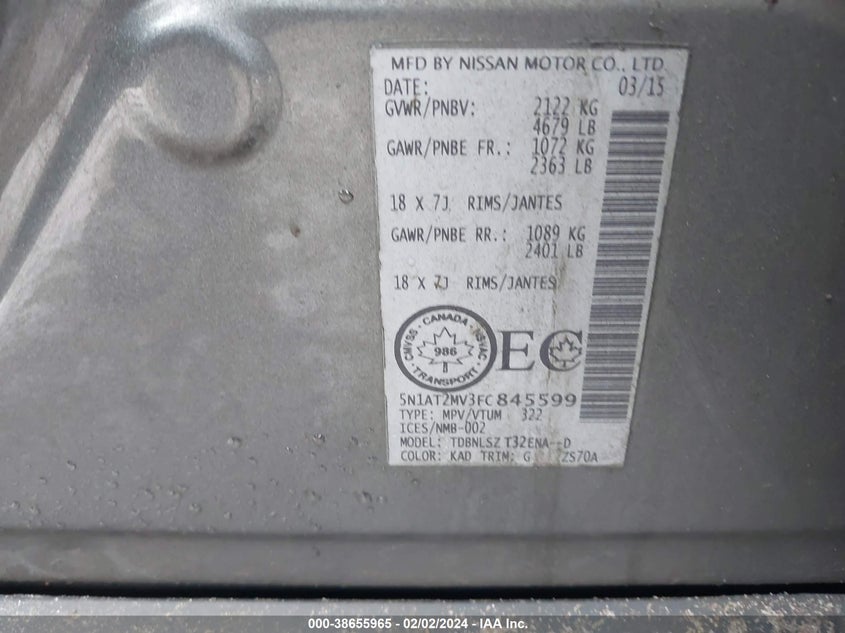 MFD BY NISSAN MOTOR CO., LTD
DATE: 03/15
GVWR/PNBV: 2122 KG
4679 LB
GAWR/PNBE FR.: 1072 KG
2363 LB
18 X 7J RIMS/JANTES
GAWR/PNBE RR.: 1089 KG
2401 LB
18 X 7J RIMS/JANTES
CANADA
CMVSS 986 NSVAC
TRANSPORT
EC
5N1AT2MV3FC845599
TYPE: MPV/VTUM 322
ICES/NMB-002
MODEL: TDBNLSZ T32ENA--D
COLOR: KAD TRIM: G ZS70A
000-38655965 - 02/02/2024 - IAA Inc.